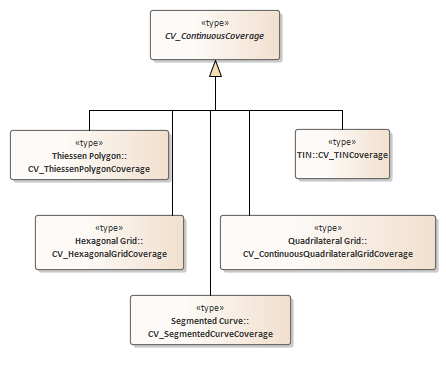 «type»
CV_ContinuousCoverage
«type»
Thiessen Polygon::
CV_ThiessenPolygonCoverage
«type»
TIN::CV_TINCoverage
«type»
Hexagonal Grid::
CV_HexagonalGridCoverage
«type»
Quadrilateral Grid::
CV_ContinuousQuadrilateralGridCoverage
«type»
Segmented Curve::
CV_SegmentedCurveCoverage